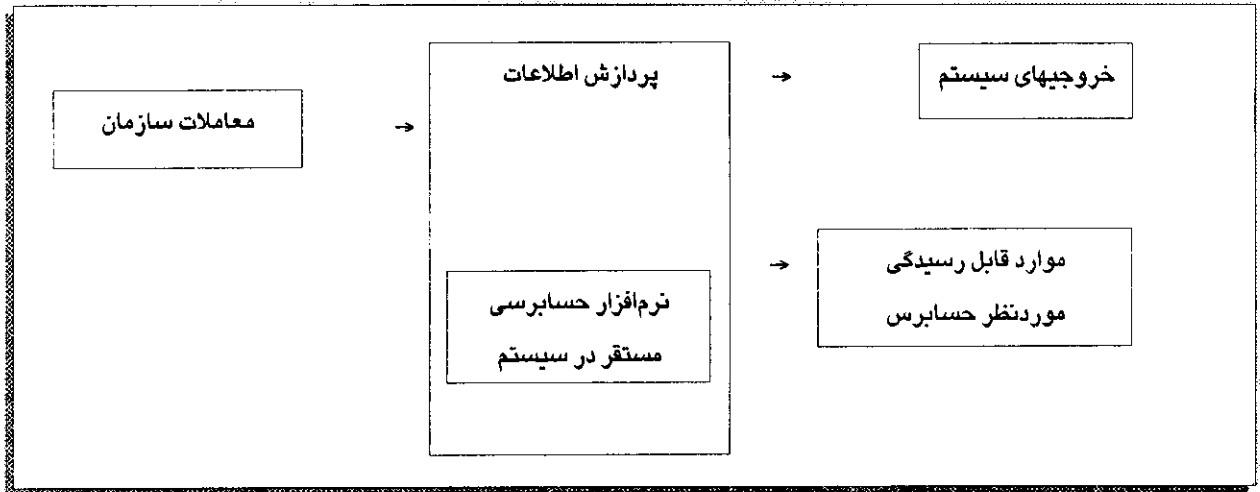 معاملات سازمان
→
پردازش اطلاعات
→
خروجیهای سیستم
نرم‌افزار حسابرسی
مستقر در سیستم
→
موارد قابل رسیدگی
موردنظر حسابرس